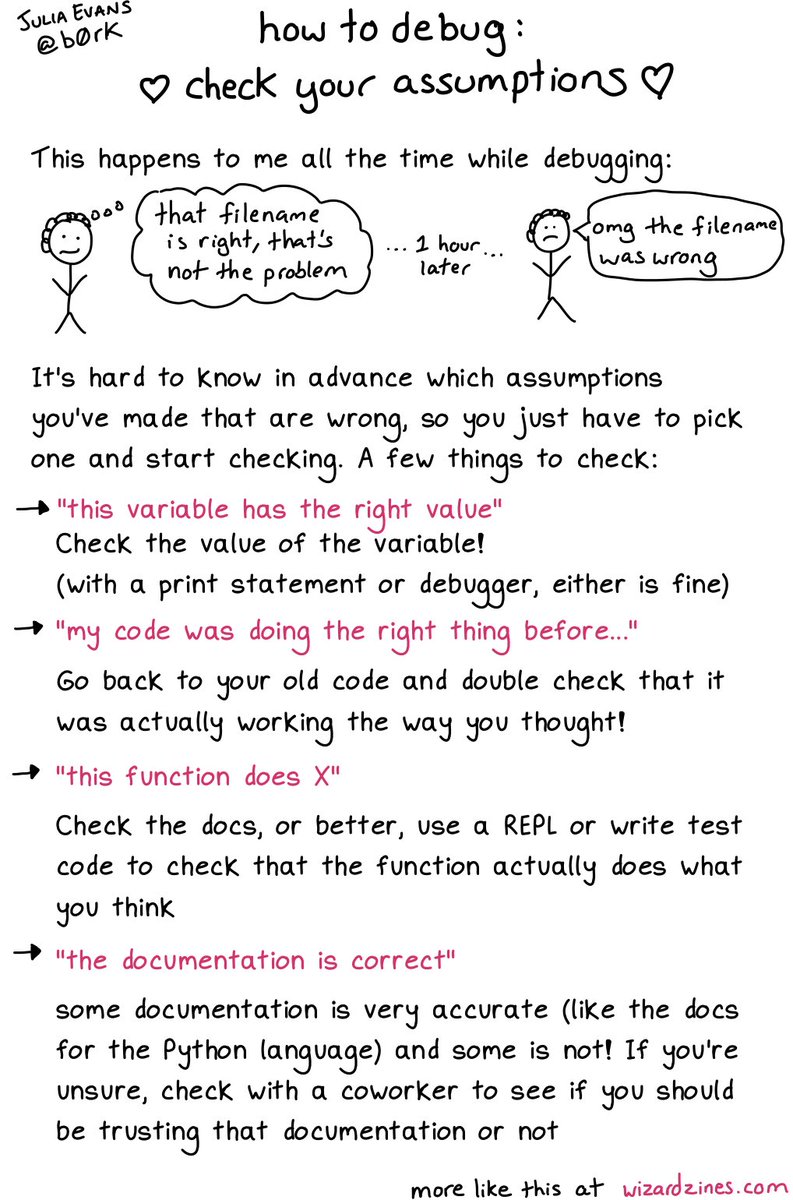 JULIA EVANS
@b0rk
how to debug:
♡ check your assumptions ♡
This happens to me all the time while debugging:
that filename
is right, that's
not the problem
... 1 hour...
later
omg the filename
was wrong
It's hard to know in advance which assumptions
you've made that are wrong, so you just have to pick
one and start checking. A few things to check:
→ "this variable has the right value"
Check the value of the variable!
(with a print statement or debugger, either is fine)
→ "my code was doing the right thing before..."
Go back to your old code and double check that it
was actually working the way you thought!
→ "this function does X"
Check the docs, or better, use a REPL or write test
code to check that the function actually does what
you think
→ "the documentation is correct"
some documentation is very accurate (like the docs
for the Python language) and some is not! If you're
unsure, check with a coworker to see if you should
be trusting that documentation or not
more like this at wizardzines.com